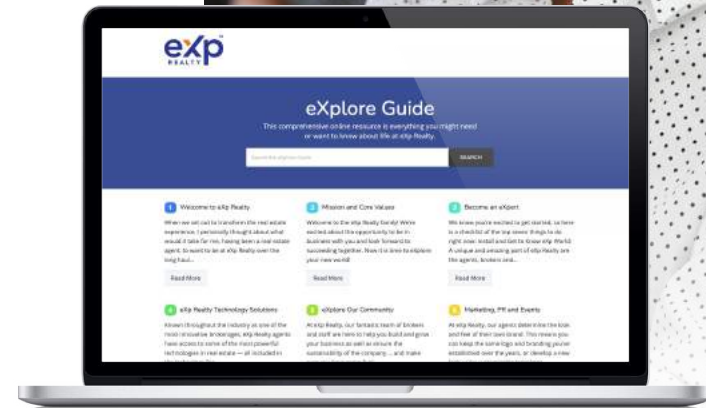 eXp
REALTY
eXplore Guide
This comprehensive online resource is everything you might need
or want to know about life at eXp Realty.
Search the eXplore Guide
SEARCH
1 Welcome to eXp Realty
When we set out to transform the real estate
experience, I personally thought about what
would it take for me, having been a real estate
agent, to want to be at eXp Realty over the
long haul...
Read More
2 Mission and Core Values
Welcome to the eXp Realty family! We're
excited about the opportunity to be in
business with you and look forward to
succeeding together. Now it is time to explore
your new world!
Read More
3 Become an eXpert
We know you're excited to get started, so here
is a checklist of the top seven things to do
right now: Install and Get to Know eXp World
A unique and amazing part of eXp Realty are
the agents, brokers and...
Read More
4 eXp Realty Technology Solutions
Known throughout the industry as one of the
most innovative brokerages, eXp Realty agents
have access to some of the most powerful
technologies in real estate — all included in
5 eXplore Our Community
At eXp Realty, our fantastic team of brokers
and staff are here to help you build and grow
your business as well as ensure the
sustainability of the company ... and make
6 Marketing, PR and Events
At eXp Realty, our agents determine the look
and feel of their own brand. This means you
can keep the same logo and branding you've
established over the years, or develop a new